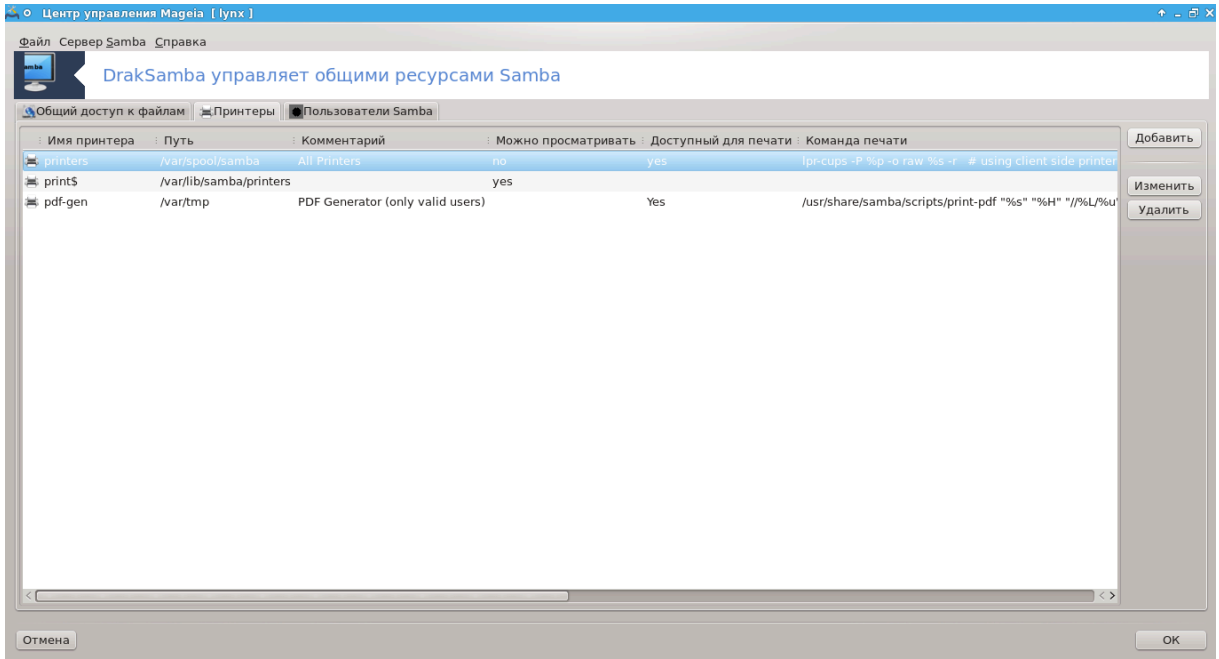 Центр управления Mageia [ lynx ]
Файл Сервер Samba Справка
DrakSamba управляет общими ресурсами Samba
Общий доступ к файлам Принтеры Пользователи Samba
Имя принтера Путь Комментарий Можно просматривать Доступный для печати Команда печати
printers /var/spool/samba All Printers no yes lpr-cups -P %p -o raw %s -r # using client side printer
print$ /var/lib/samba/printers yes
pdf-gen /var/tmp PDF Generator (only valid users) Yes /usr/share/samba/scripts/print-pdf "%s" "%H" "//%L/%u"
Добавить
Изменить
Удалить
Отмена OK